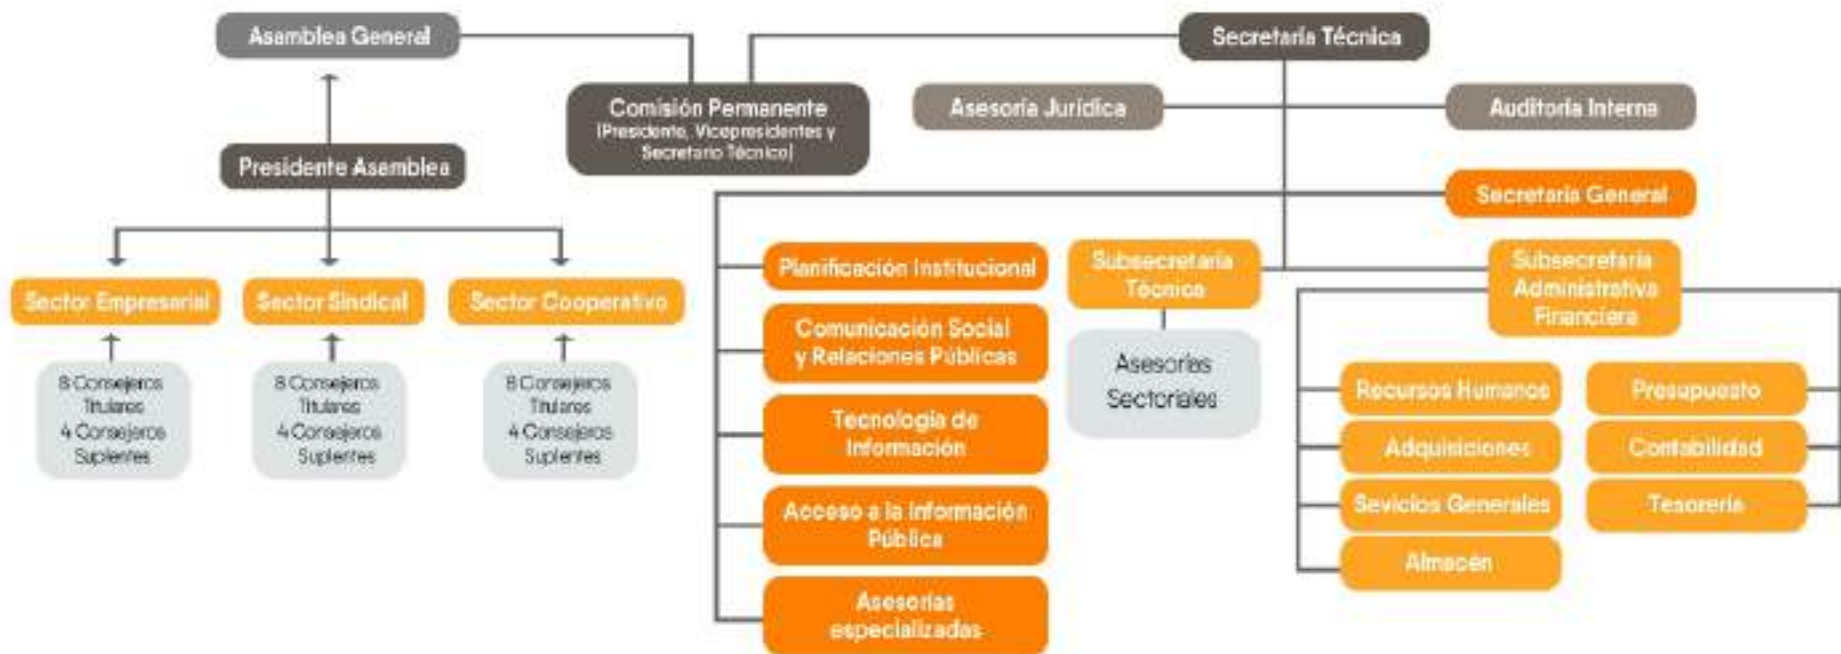 Asamblea General
Secretaría Técnica
Comisión Permanente
(Presidente, Vicepresidentes y
Secretario Técnico)
Asesoría Jurídica
Auditoría Interna
Presidente Asamblea
Secretaría General
Sector Empresarial
Sector Sindical
Sector Cooperativo
8 Consejeros
Titulares
4 Consejeros
Suplentes
8 Consejeros
Titulares
4 Consejeros
Suplentes
8 Consejeros
Titulares
4 Consejeros
Suplentes
Planificación Institucional
Comunicación Social
y Relaciones Públicas
Tecnología de
Información
Acceso a la Información
Pública
Asesorías
especializadas
Subsecretaría
Técnica
Asesorías
Sectoriales
Subsecretaría
Administrativa
Financiera
Recursos Humanos
Adquisiciones
Sevicios Generales
Almacén
Presupuesto
Contabilidad
Tesorería